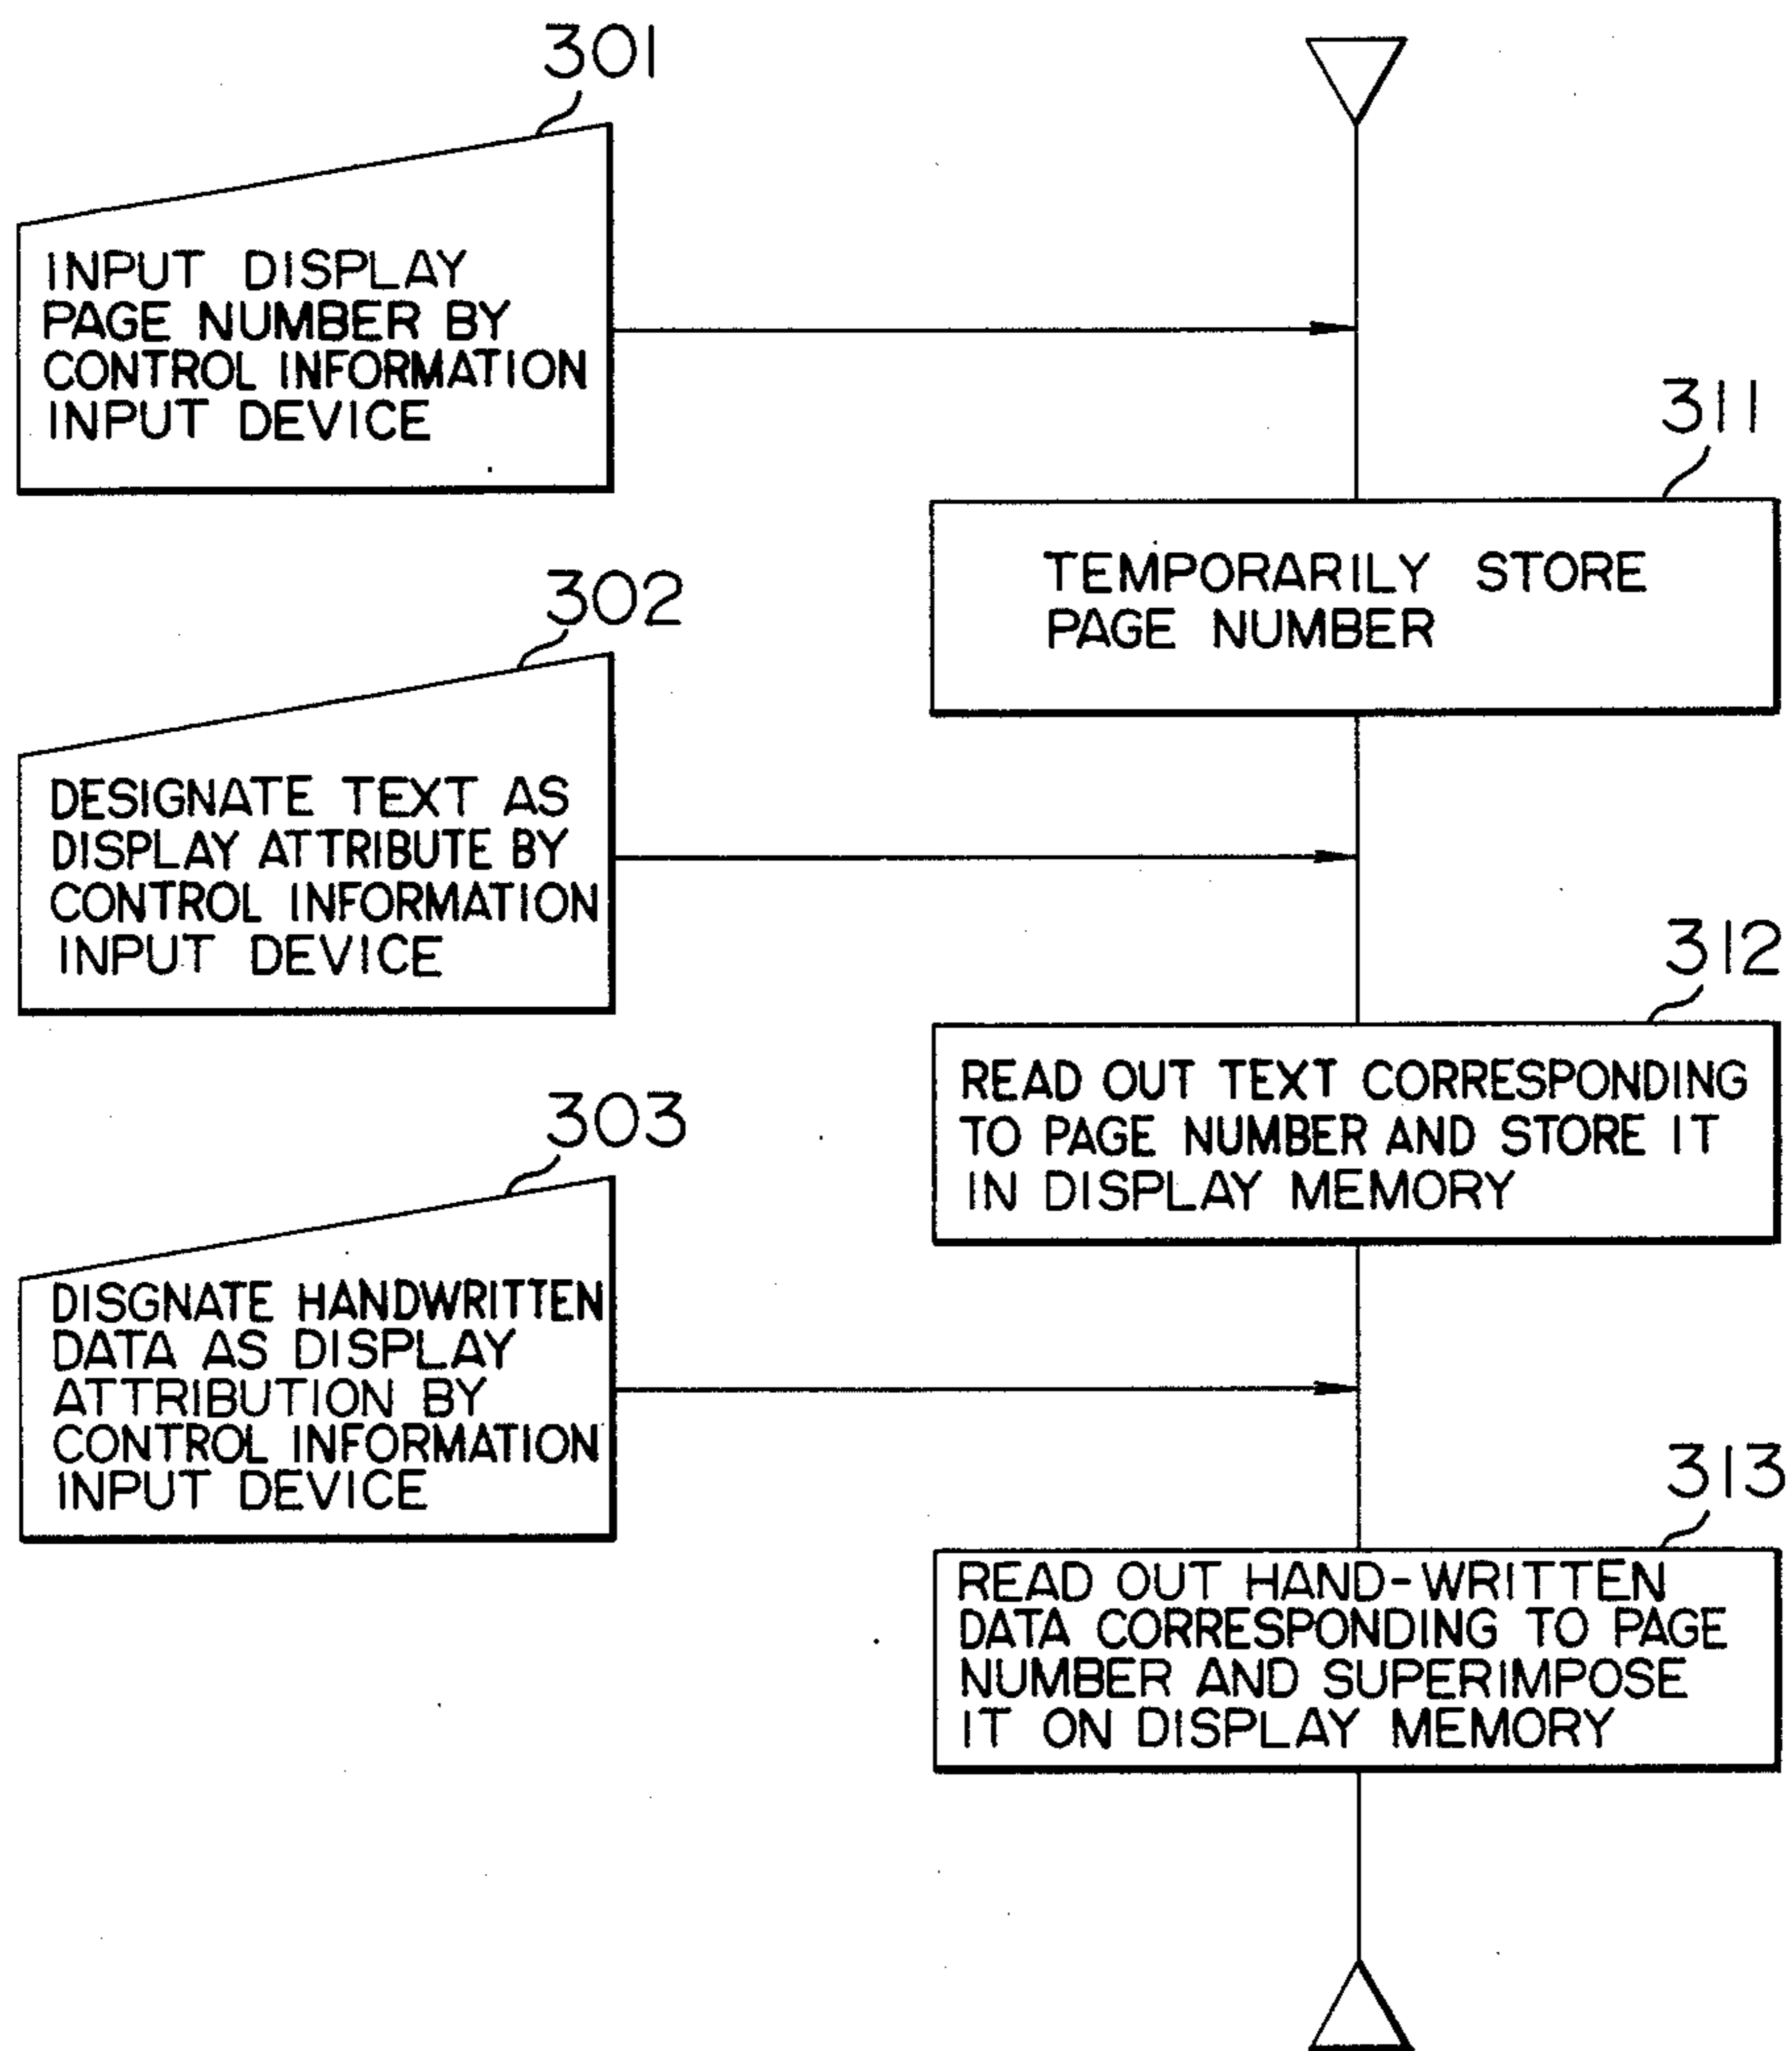 301
INPUT DISPLAY
PAGE NUMBER BY
CONTROL INFORMATION
INPUT DEVICE
311
TEMPORARILY STORE
PAGE NUMBER
302
DESIGNATE TEXT AS
DISPLAY ATTRIBUTE BY
CONTROL INFORMATION
INPUT DEVICE
312
READ OUT TEXT CORRESPONDING
TO PAGE NUMBER AND STORE IT
IN DISPLAY MEMORY
303
DISGNATE HANDWRITTEN
DATA AS DISPLAY
ATTRIBUTION BY
CONTROL INFORMATION
INPUT DEVICE
313
READ OUT HAND-WRITTEN
DATA CORRESPONDING TO PAGE
NUMBER AND SUPERIMPOSE
IT ON DISPLAY MEMORY